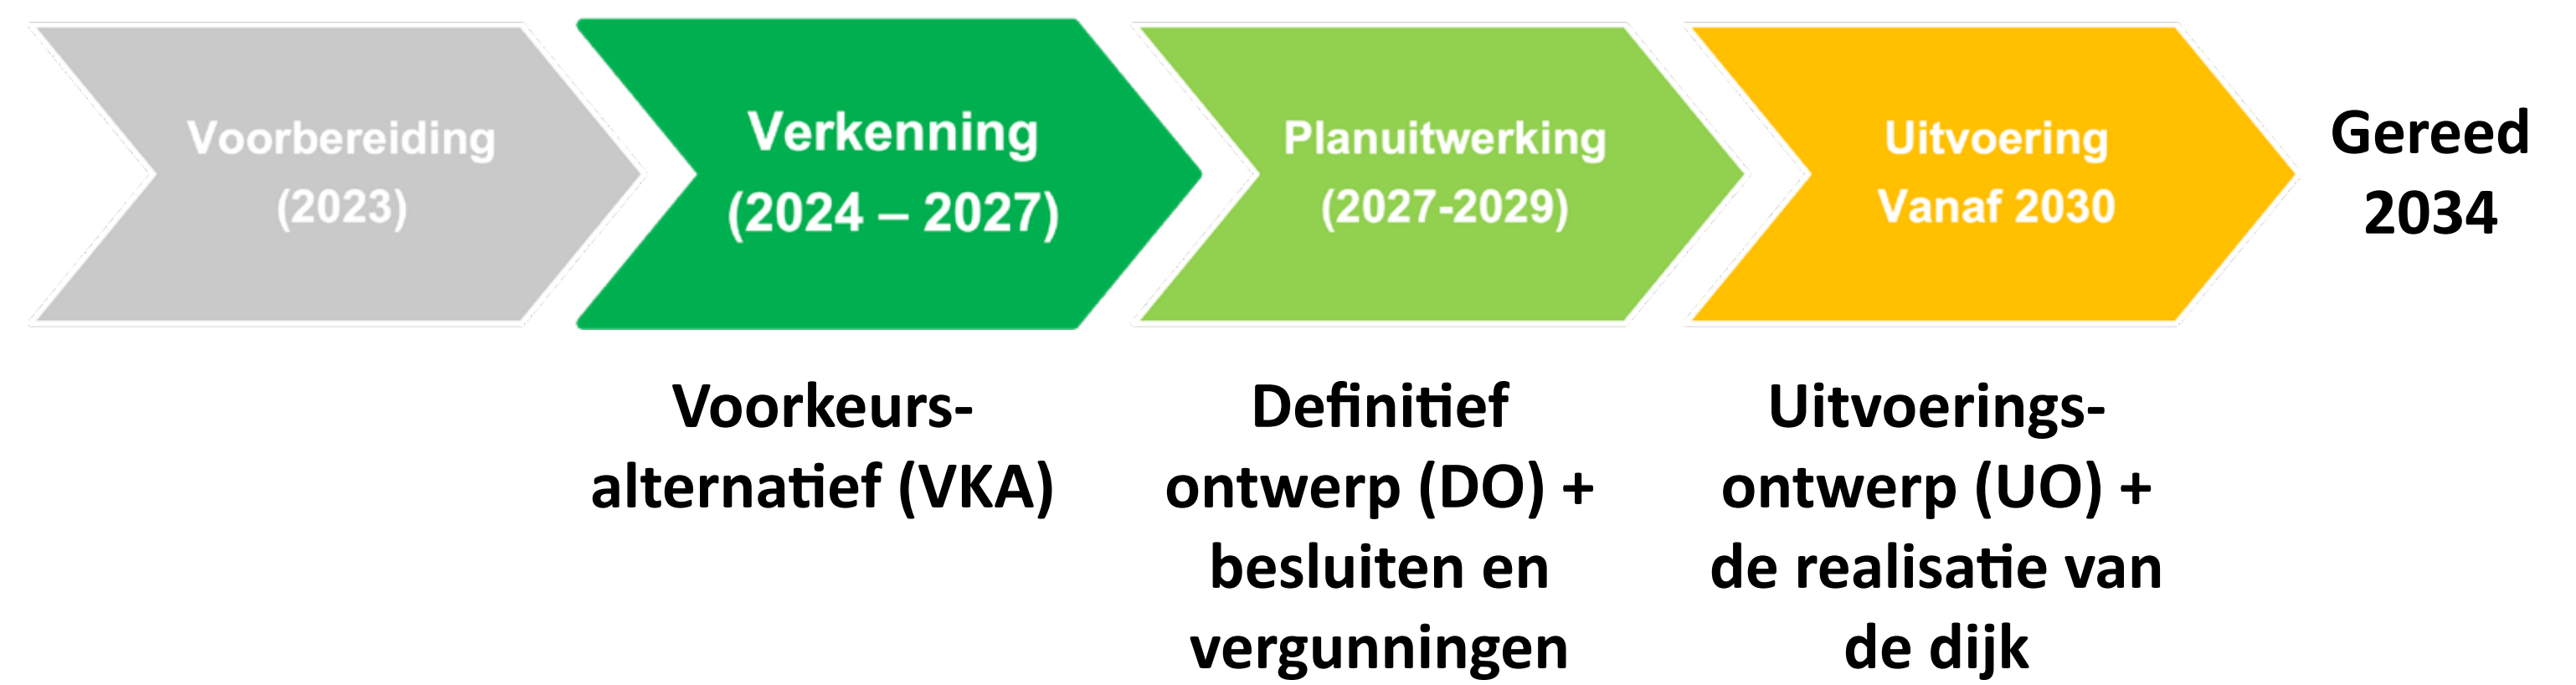 Voorbereiding
(2023)
Verkenning
(2024 – 2027)
Planuitwerking
(2027-2029)
Uitvoering
Vanaf 2030
Gereed
2034
Voorkeurs-
alternatief (VKA)
Definitief
ontwerp (DO) +
besluiten en
vergunningen
Uitvoerings-
ontwerp (UO) +
de realisatie van
de dijk